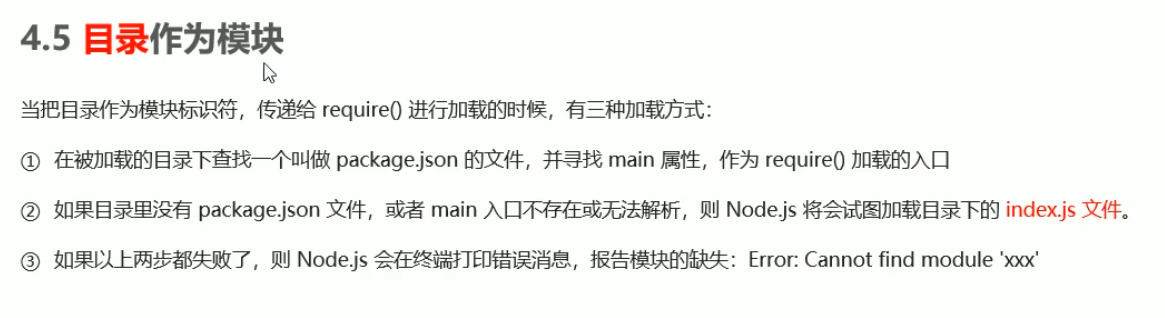 4.5 目录作为模块
当把目录作为模块标识符，传递给 require() 进行加载的时候，有三种加载方式：
① 在被加载的目录下查找一个叫做 package.json 的文件，并寻找 main 属性，作为 require() 加载的入口
② 如果目录里没有 package.json 文件，或者 main 入口不存在或无法解析，则 Node.js 将会试图加载目录下的 index.js 文件。
③ 如果以上两步都失败了，则 Node.js 会在终端打印错误消息，报告模块的缺失：Error: Cannot find module 'xxx'